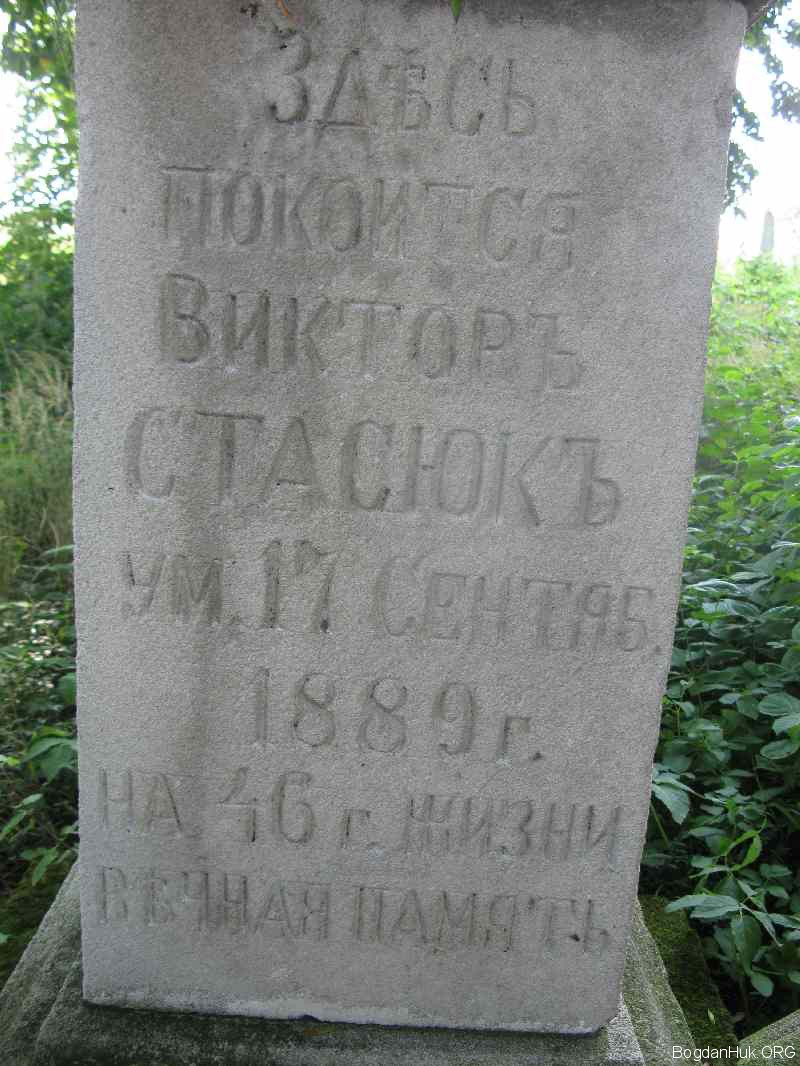 ЗДѢСЬ
ПОКОИТСЯ
ВИКТОРЪ
СТАСЮКЪ
УМ. 17 СЕНТЯБ.
1889 г.
НА 46 г. ЖИЗНИ
ВѢЧНАЯ ПАМЯТЬ
BogdanHuk.ORG